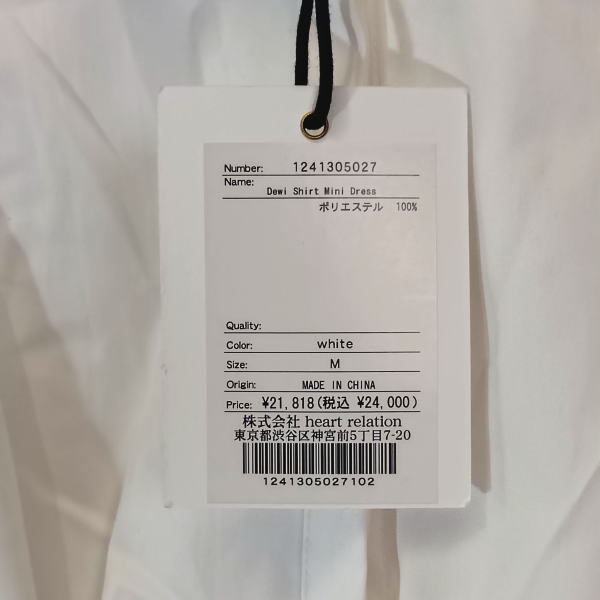 Number: 1241305027
Name: Dewi Shirt Mini Dress
ポリエステル 100%
Quality:
Color: white
Size: M
Origin: MADE IN CHINA
Price: ¥21,818(税込 ¥24,000)
株式会社 heart relation
東京都渋谷区神宮前5丁目7-20
1241305027102